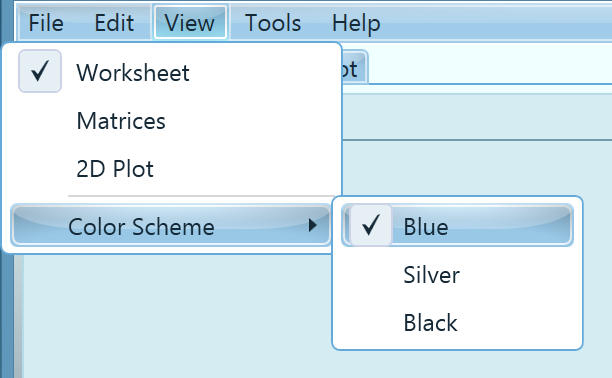 File Edit View Tools Help
Worksheet
Matrices
2D Plot
Color Scheme
Blue
Silver
Black